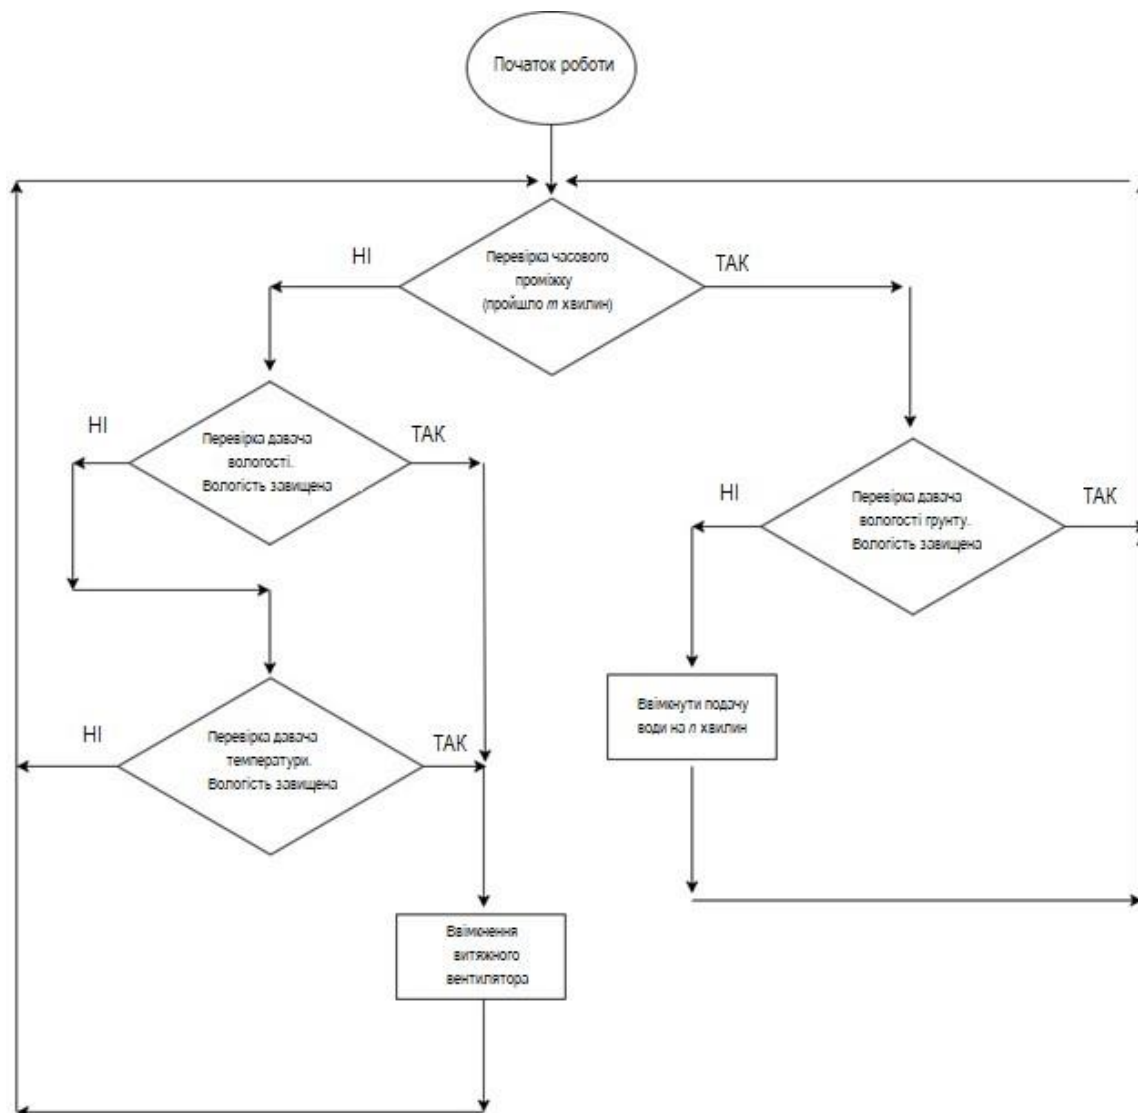 Початок роботи
НІ
Перевірка часового
проміжку
(пройшло m хвилин)
ТАК
НІ
Перевірка давача
вологості.
Вологість завищена
ТАК
НІ
Перевірка давача
вологості грунту.
Вологість завищена
ТАК
НІ
Перевірка давача
температури.
Вологість завищена
ТАК
Ввімкнути подачу
води на n хвилин
Ввімкнення
витяжного
вентилятора